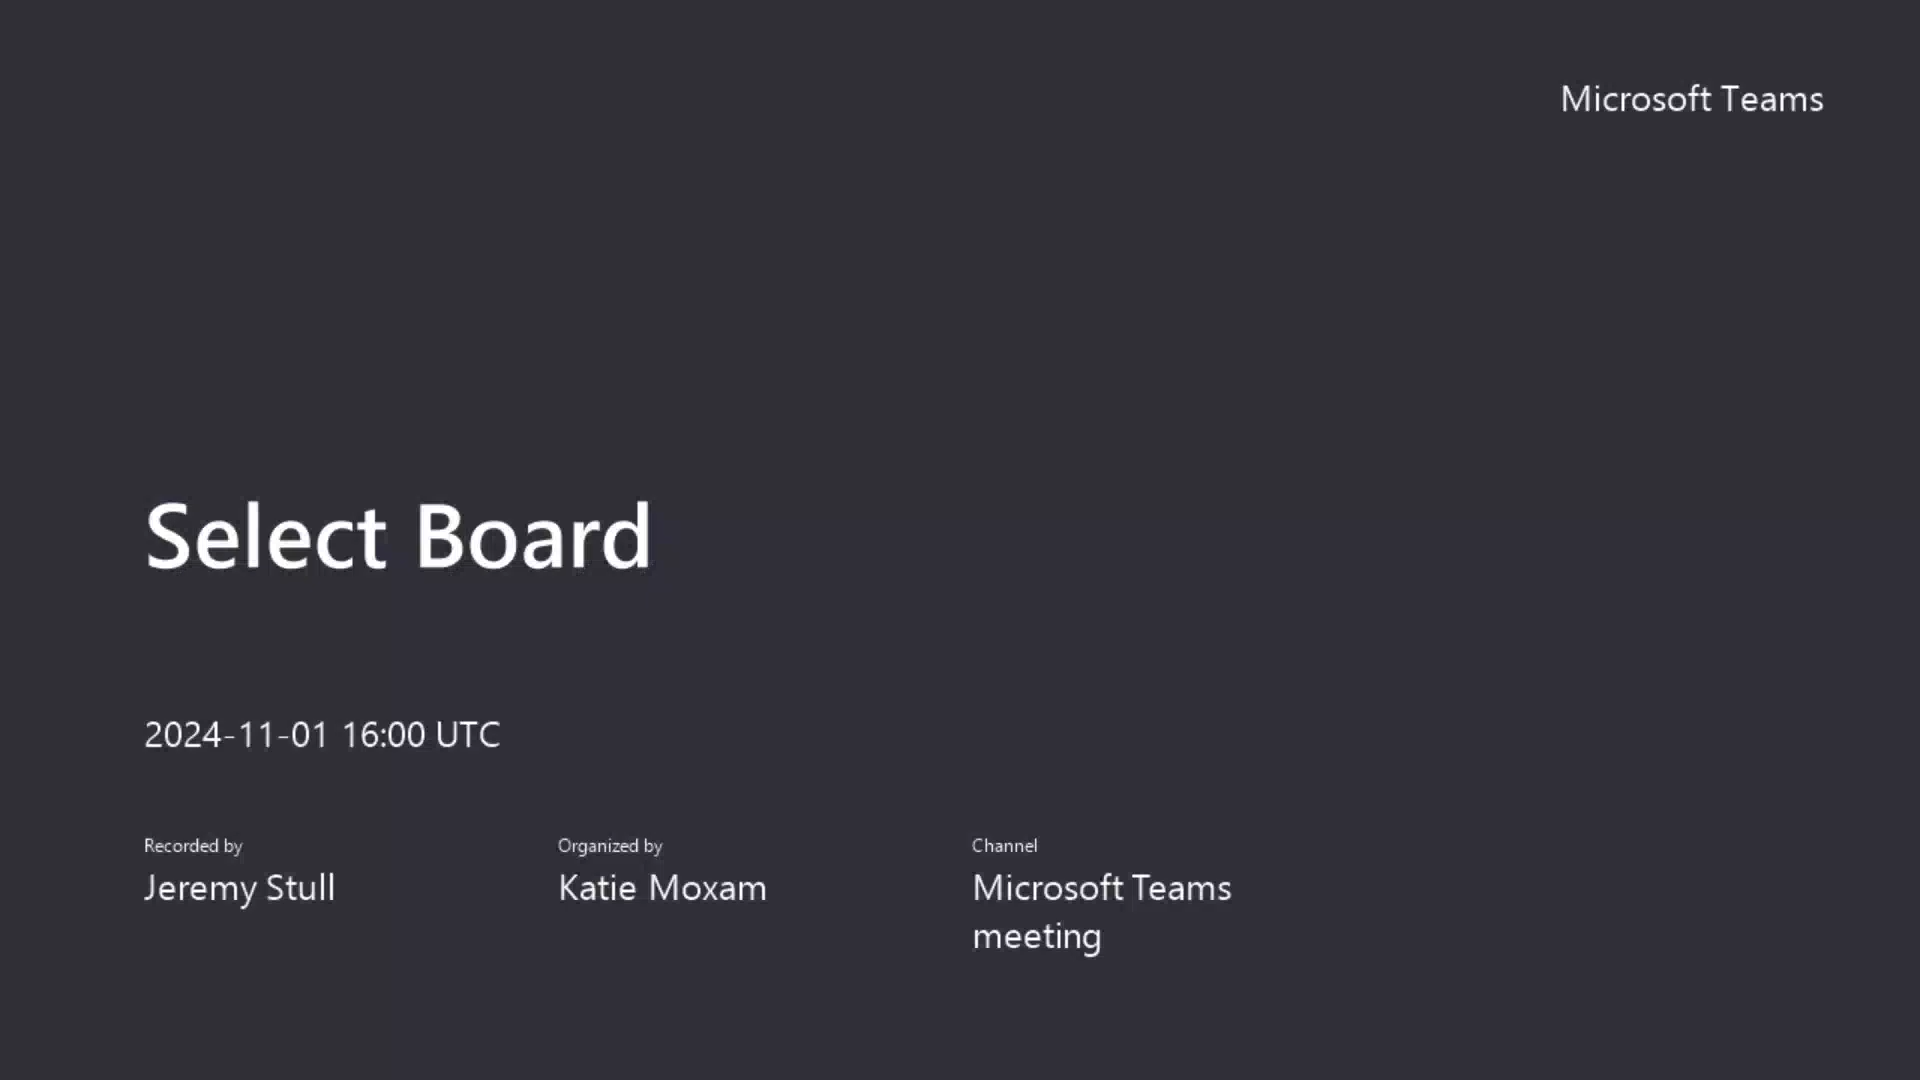 Microsoft Teams
Select Board
2024-11-01 16:00 UTC
Recorded by
Jeremy Stull
Organized by
Katie Moxam
Channel
Microsoft Teams
meeting